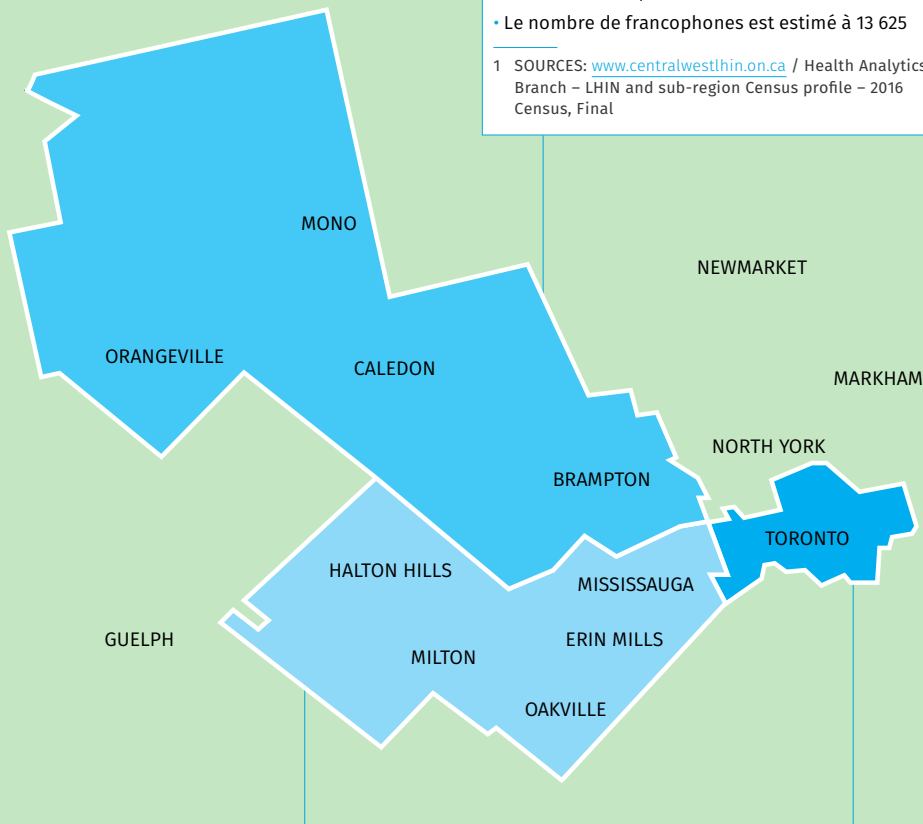 • Le nombre de francophones est estimé à 13 625
1 SOURCES: www.centralwestlhin.on.ca / Health Analytics
Branch – LHIN and sub-region Census profile – 2016
Census, Final
MONO
NEWMARKET
ORANGEVILLE
CALEDON
MARKHAM
NORTH YORK
BRAMPTON
TORONTO
HALTON HILLS
MISSISSAUGA
GUELPH
ERIN MILLS
MILTON
OAKVILLE